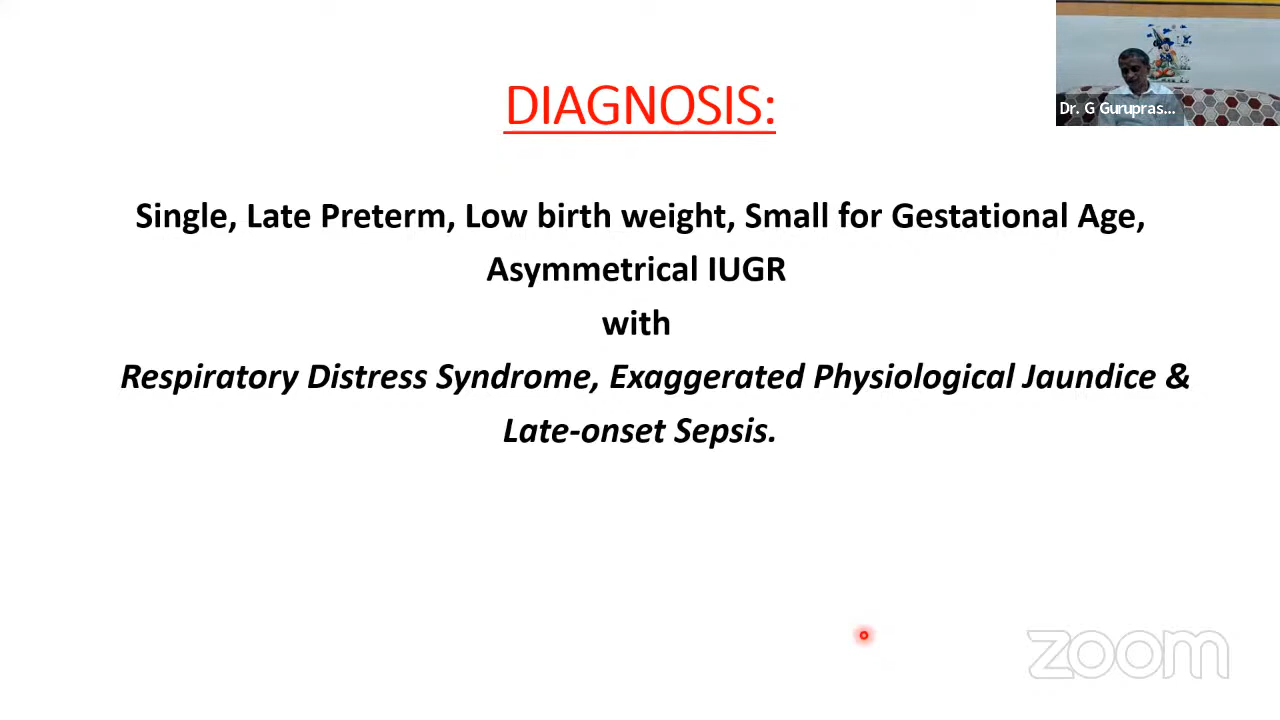 DIAGNOSIS:
Dr. G Gurupras...
Single, Late Preterm, Low birth weight, Small for Gestational Age,
Asymmetrical IUGR
with
Respiratory Distress Syndrome, Exaggerated Physiological Jaundice &
Late-onset Sepsis.
zoom